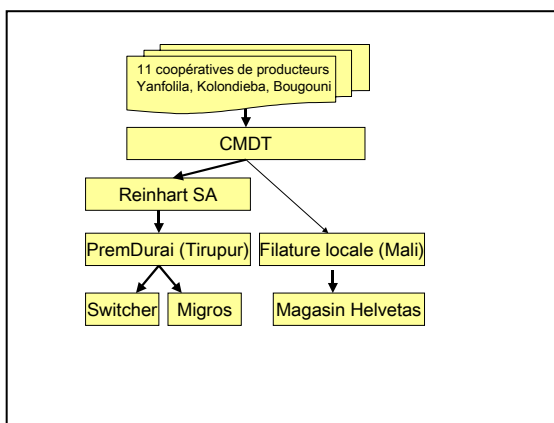 11 coopératives de producteurs
Yanfolila, Kolondieba, Bougouni
CMDT
Reinhart SA
PremDurai (Tirupur)
Filature locale (Mali)
Switcher
Migros
Magasin Helvetas